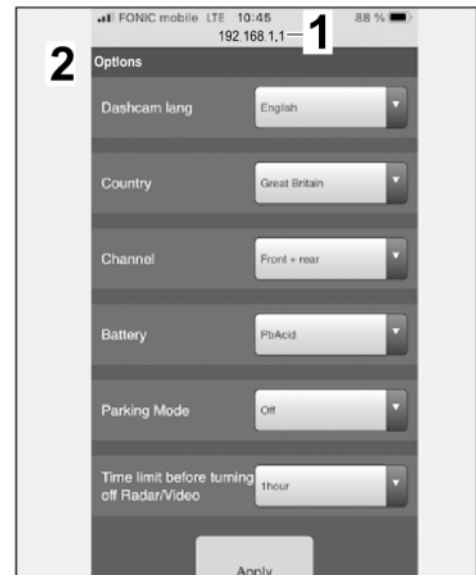 FONIC mobile LTE 10:45 88 %
192.168.1.1 1
2 Options
Dashcam lang English
Country Great Britain
Channel Front + rear
Battery PbAcid
Parking Mode Off
Time limit before turning
off Radar/Video 1hour
Apply